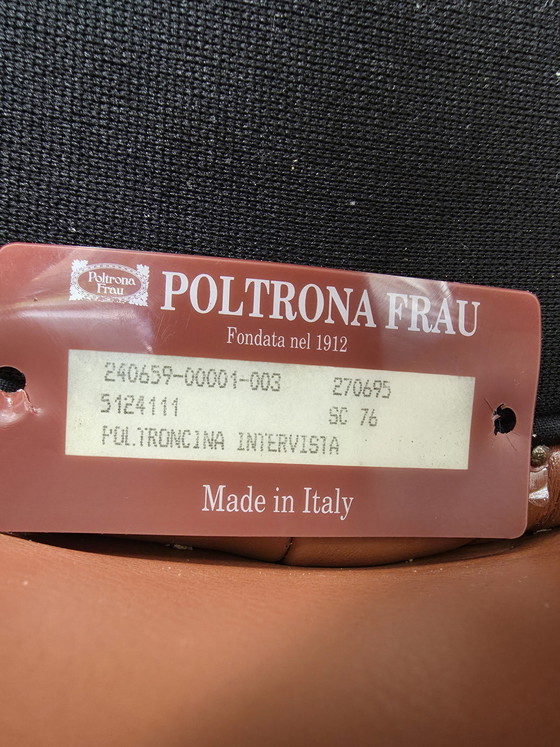 Poltrona
Frau
POLTRONA FRAU
Fondata nel 1912
240659-00001-003 270695
5124111 SC 76
POLTRONCINA INTERVISTA
Made in Italy